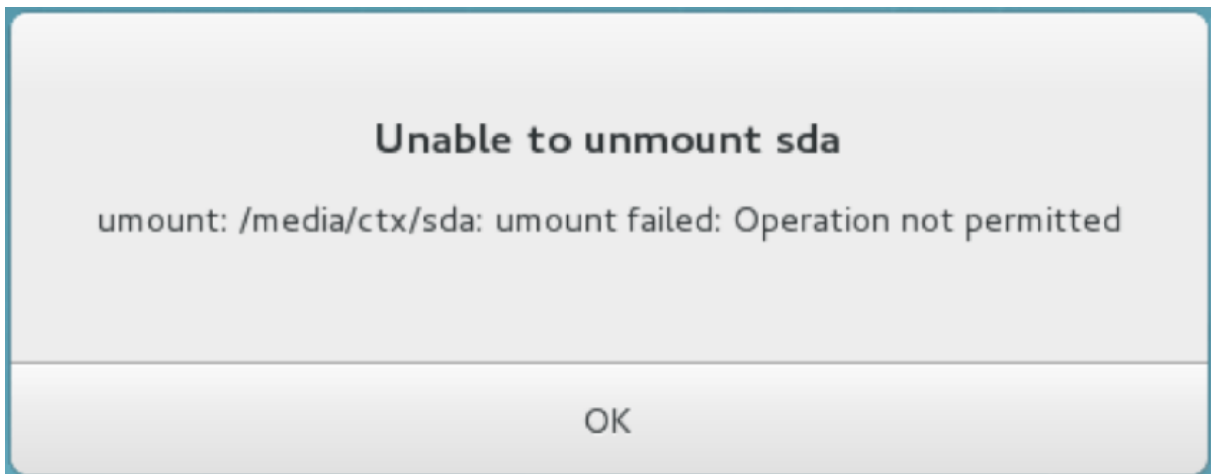 Unable to unmount sda
umount: /media/ctx/sda: umount failed: Operation not permitted
OK